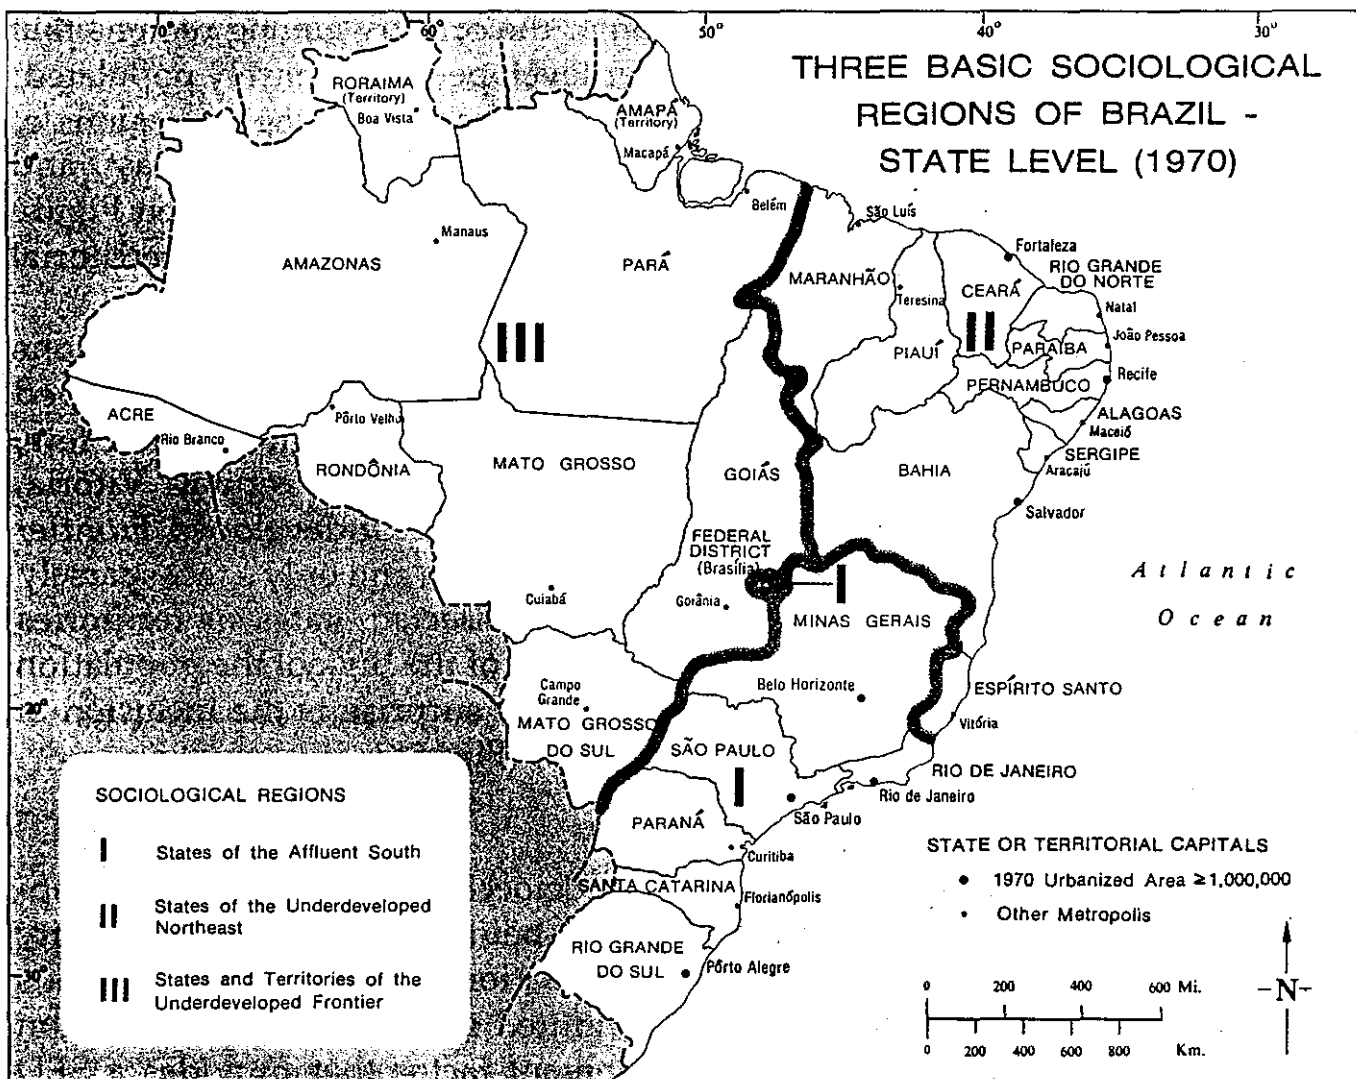 70°
60°
50°
40°
30°
THREE BASIC SOCIOLOGICAL
REGIONS OF BRAZIL -
STATE LEVEL (1970)
RORAIMA
(Territory)
Boa Vista
AMAPÁ
(Territory)
Macapá
0°
Belém
São Luís
Manaus
AMAZONAS
PARÁ
MARANHÃO
Teresina
Fortaleza
CEARÁ
RIO GRANDE
DO NORTE
Natal
III
II
PIAUÍ
João Pessoa
PARAÍBA
Recife
PERNAMBUCO
ACRE
Rio Branco
Pôrto Velho
RONDÔNIA
MATO GROSSO
GOIÁS
BAHIA
ALAGOAS
Maceió
SERGIPE
Aracajú
Salvador
10°
FEDERAL
DISTRICT
(Brasília)
I
Goiânia
Cuiabá
MINAS GERAIS
Atlantic
Ocean
Campo
Grande
Belo Horizonte
ESPÍRITO SANTO
Vitória
20°
MATO GROSSO
DO SUL
SÃO PAULO
I
RIO DE JANEIRO
Rio de Janeiro
São Paulo
PARANÁ
Curitiba
SANTA CATARINA
Florianópolis
RIO GRANDE
DO SUL
Pôrto Alegre
30°
SOCIOLOGICAL REGIONS
I States of the Affluent South
II States of the Underdeveloped
Northeast
III States and Territories of the
Underdeveloped Frontier
STATE OR TERRITORIAL CAPITALS
• 1970 Urbanized Area ≥1,000,000
• Other Metropolis
0 200 400 600 Mi.
0 200 400 600 800 Km.
-N-